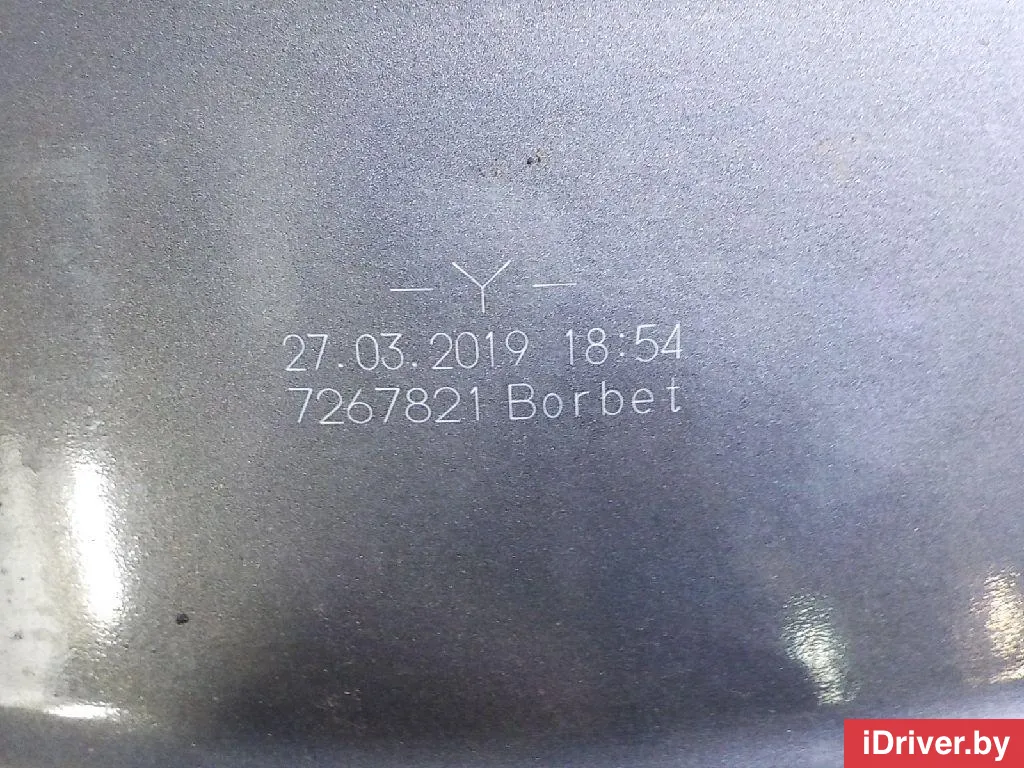 - Y -
27.03.2019 18:54
7267821 Borbet
iDriver.by